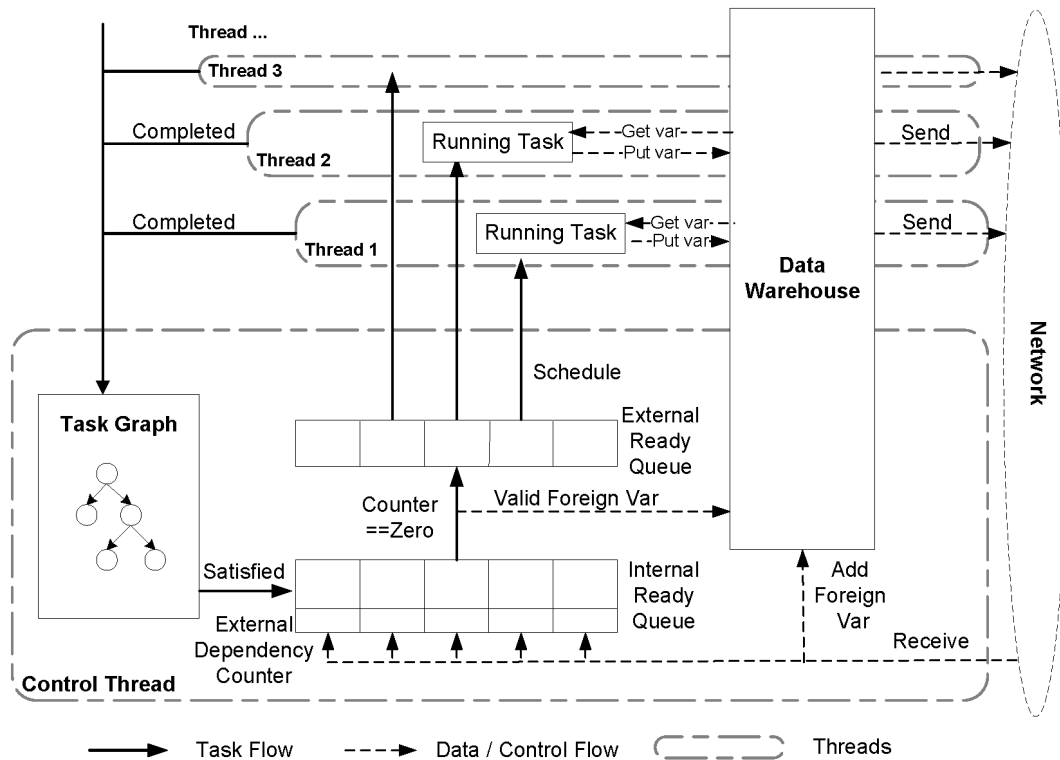 Thread ...
Thread 3
Completed
Running Task
Get var
Put var
Send
Thread 2
Completed
Running Task
Get var
Put var
Send
Thread 1
Data
Warehouse
Network
Schedule
Task Graph
External
Ready
Queue
Counter
==Zero
Valid Foreign Var
Satisfied
Internal
Ready
Queue
Add
Foreign
Var
External
Dependency
Counter
Receive
Control Thread
Task Flow
Data / Control Flow
Threads